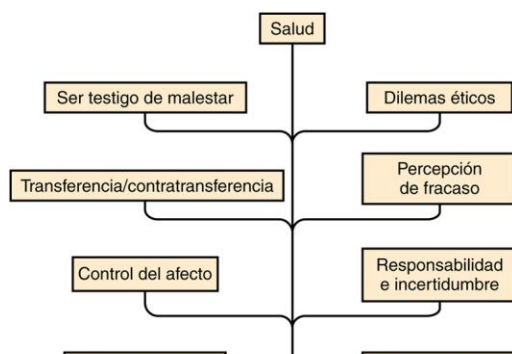 Salud
Ser testigo de malestar
Dilemas éticos
Transferencia/contratransferencia
Percepción
de fracaso
Control del afecto
Responsabilidad
e incertidumbre